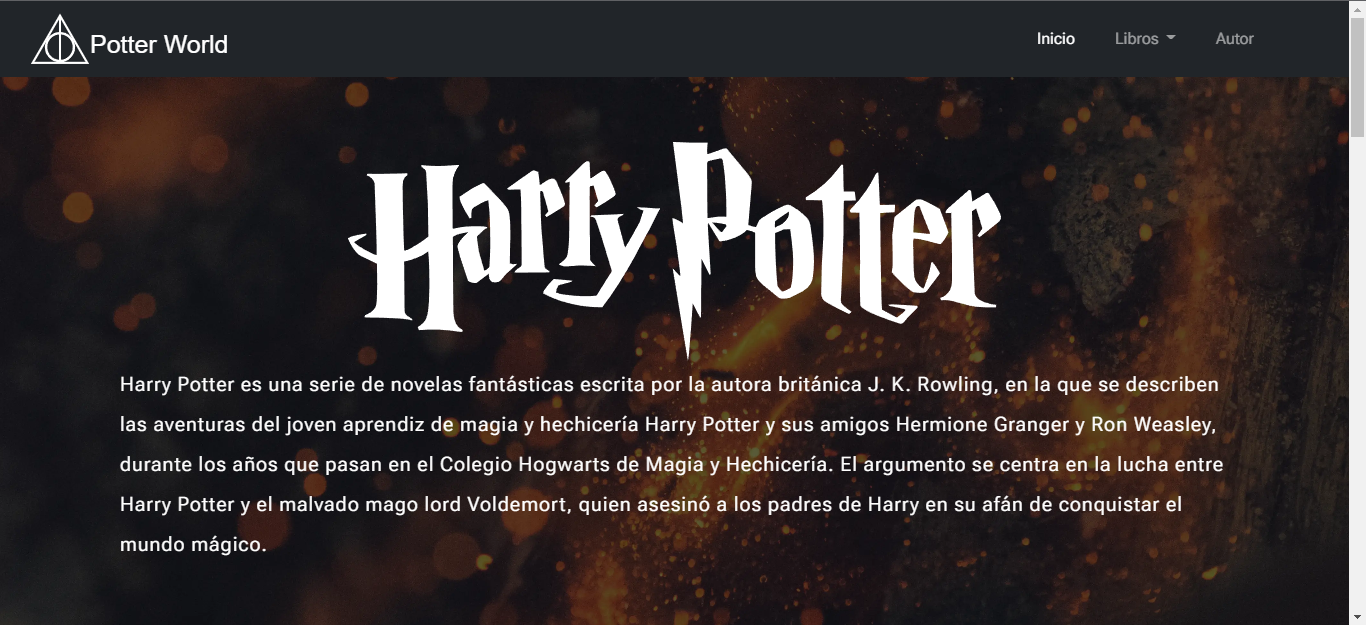 Potter World
Inicio
Libros
Autor
Harry Potter
Harry Potter es una serie de novelas fantásticas escrita por la autora británica J. K. Rowling, en la que se describen
las aventuras del joven aprendiz de magia y hechicería Harry Potter y sus amigos Hermione Granger y Ron Weasley,
durante los años que pasan en el Colegio Hogwarts de Magia y Hechicería. El argumento se centra en la lucha entre
Harry Potter y el malvado mago lord Voldemort, quien asesinó a los padres de Harry en su afán de conquistar el
mundo mágico.